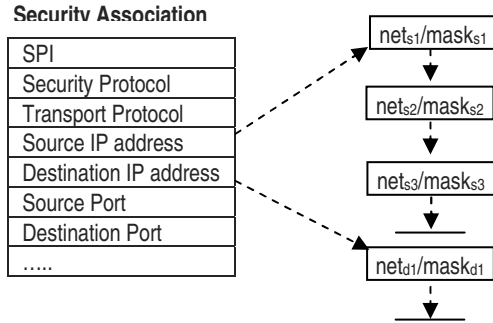 Security Association
SPI
Security Protocol
Transport Protocol
Source IP address
Destination IP address
Source Port
Destination Port
.....
nets1/masks1
nets2/masks2
nets3/masks3
netd1/maskd1